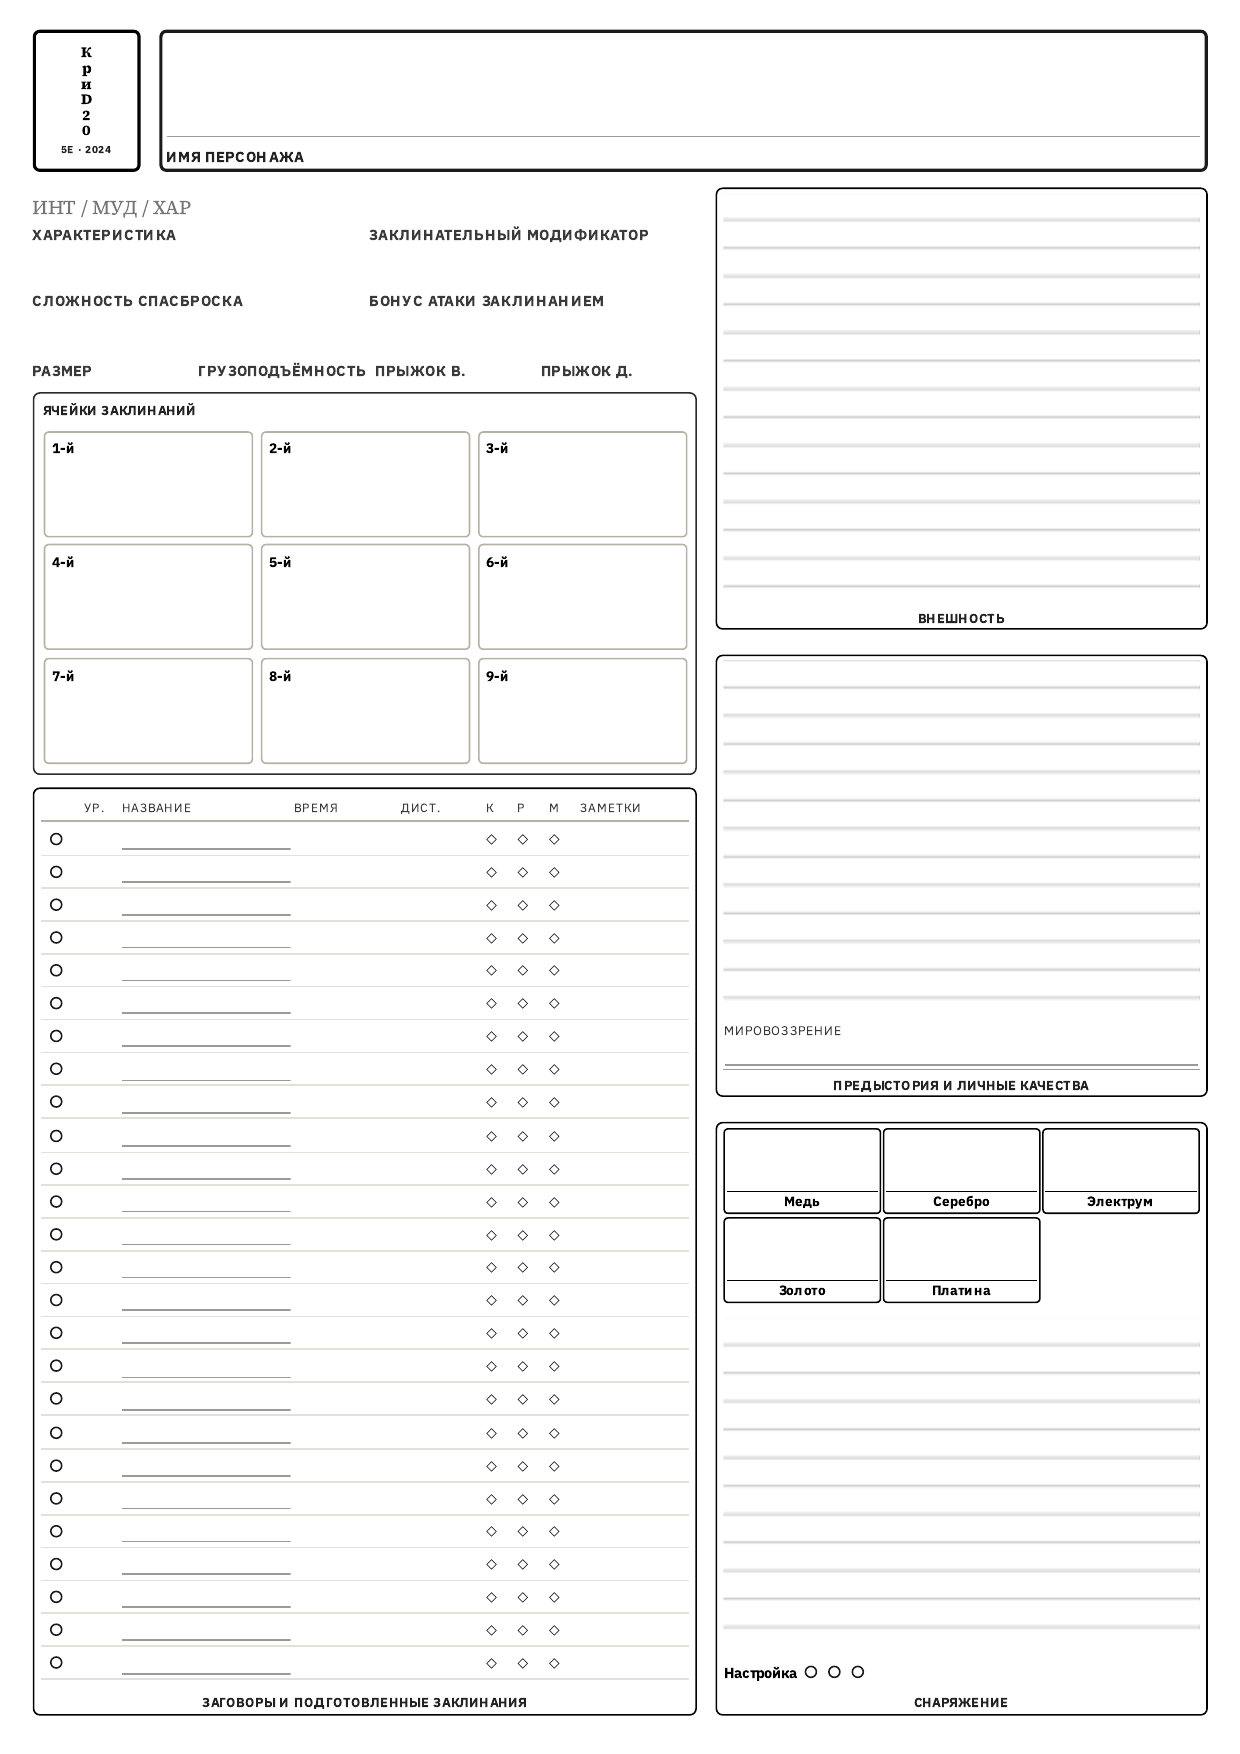 К
р
и
D
2
0
5E · 2024
ИМЯ ПЕРСОНАЖА
ИНТ / МУД / ХАР
ХАРАКТЕРИСТИКА ЗАКЛИНАТЕЛЬНЫЙ МОДИФИКАТОР
СЛОЖНОСТЬ СПАСБРОСКА БОНУС АТАКИ ЗАКЛИНАНИЕМ
РАЗМЕР ГРУЗОПОДЪЁМНОСТЬ ПРЫЖОК В. ПРЫЖОК Д.
ЯЧЕЙКИ ЗАКЛИНАНИЙ
1-й 2-й 3-й
4-й 5-й 6-й
7-й 8-й 9-й
УР. НАЗВАНИЕ ВРЕМЯ ДИСТ. К Р М ЗАМЕТКИ
ЗАГОВОРЫ И ПОДГОТОВЛЕННЫЕ ЗАКЛИНАНИЯ
ВНЕШНОСТЬ
МИРОВОЗЗРЕНИЕ
ПРЕДЫСТОРИЯ И ЛИЧНЫЕ КАЧЕСТВА
Медь Серебро Электрум
Золото Платина
Настройка
СНАРЯЖЕНИЕ